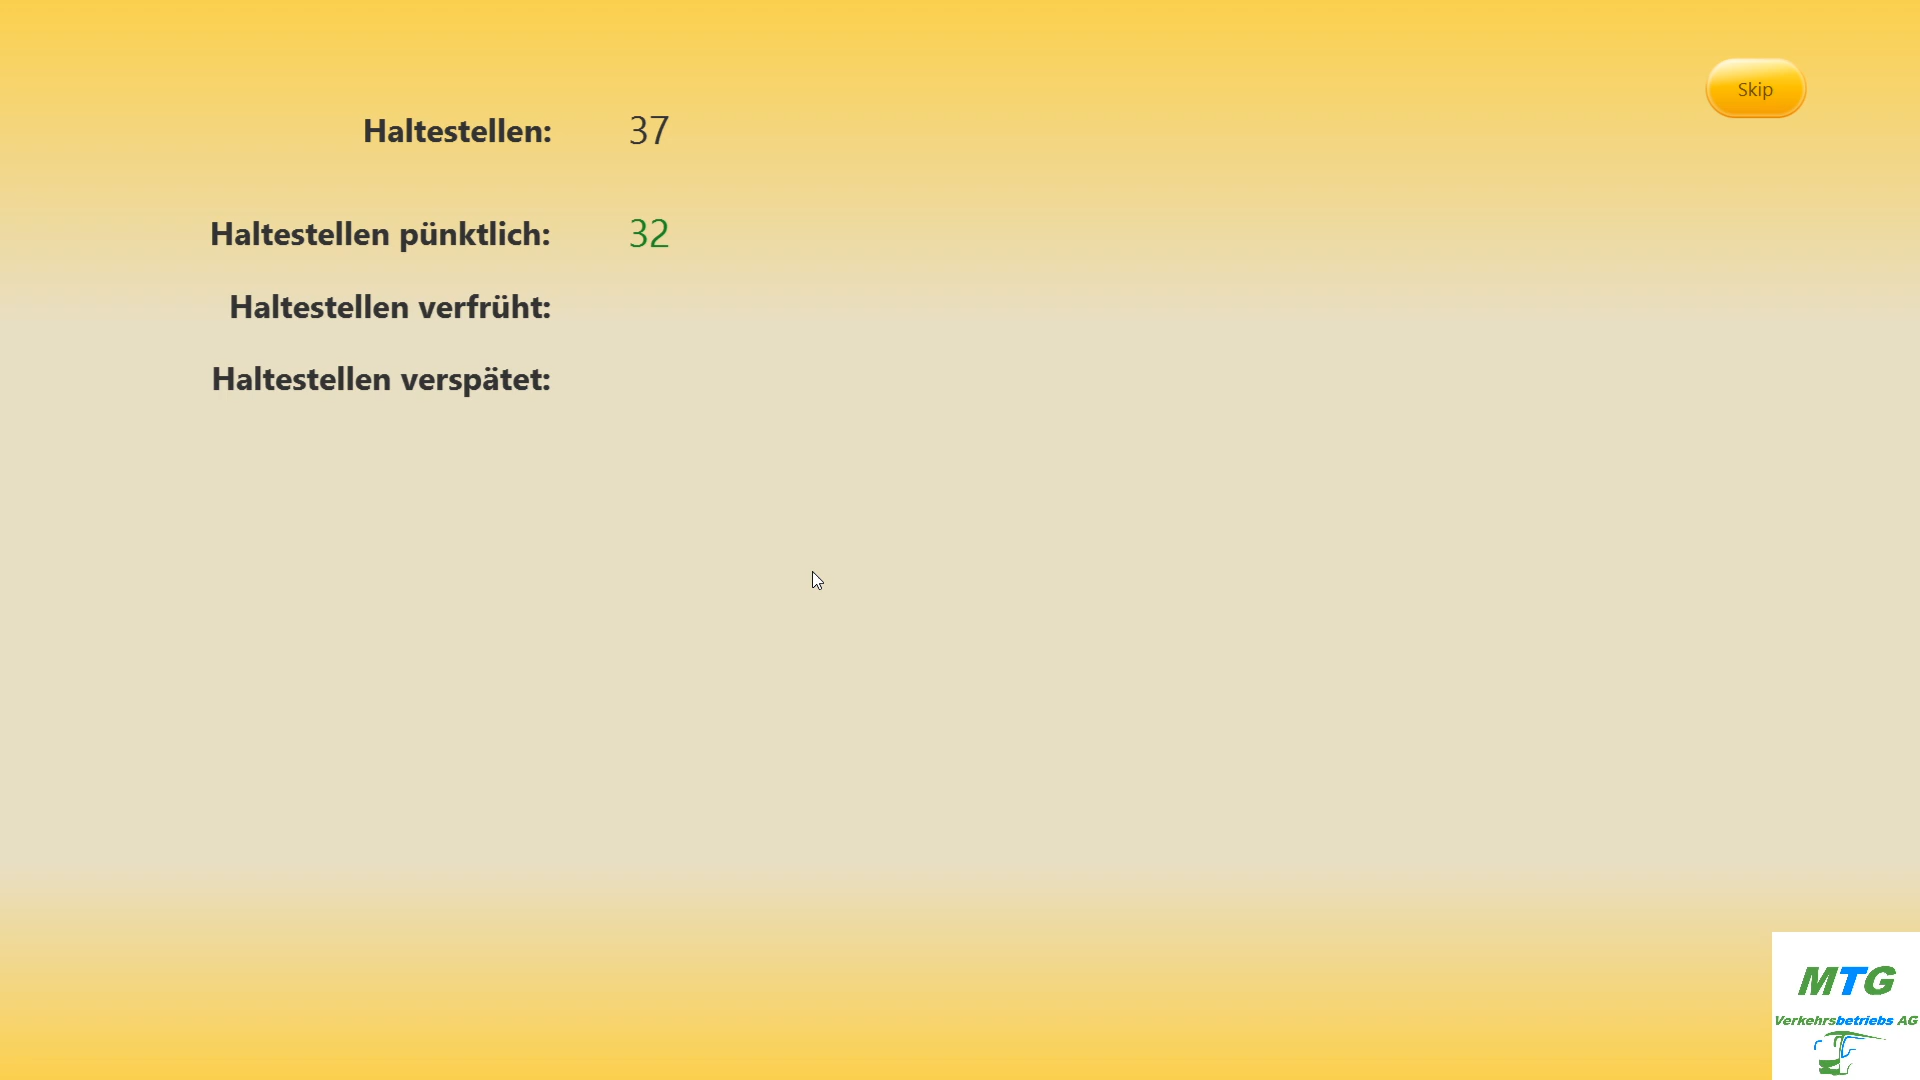 Skip
Haltestellen: 37
Haltestellen pünktlich: 32
Haltestellen verfrüht:
Haltestellen verspätet:
MTG
Verkehrsbetriebs AG